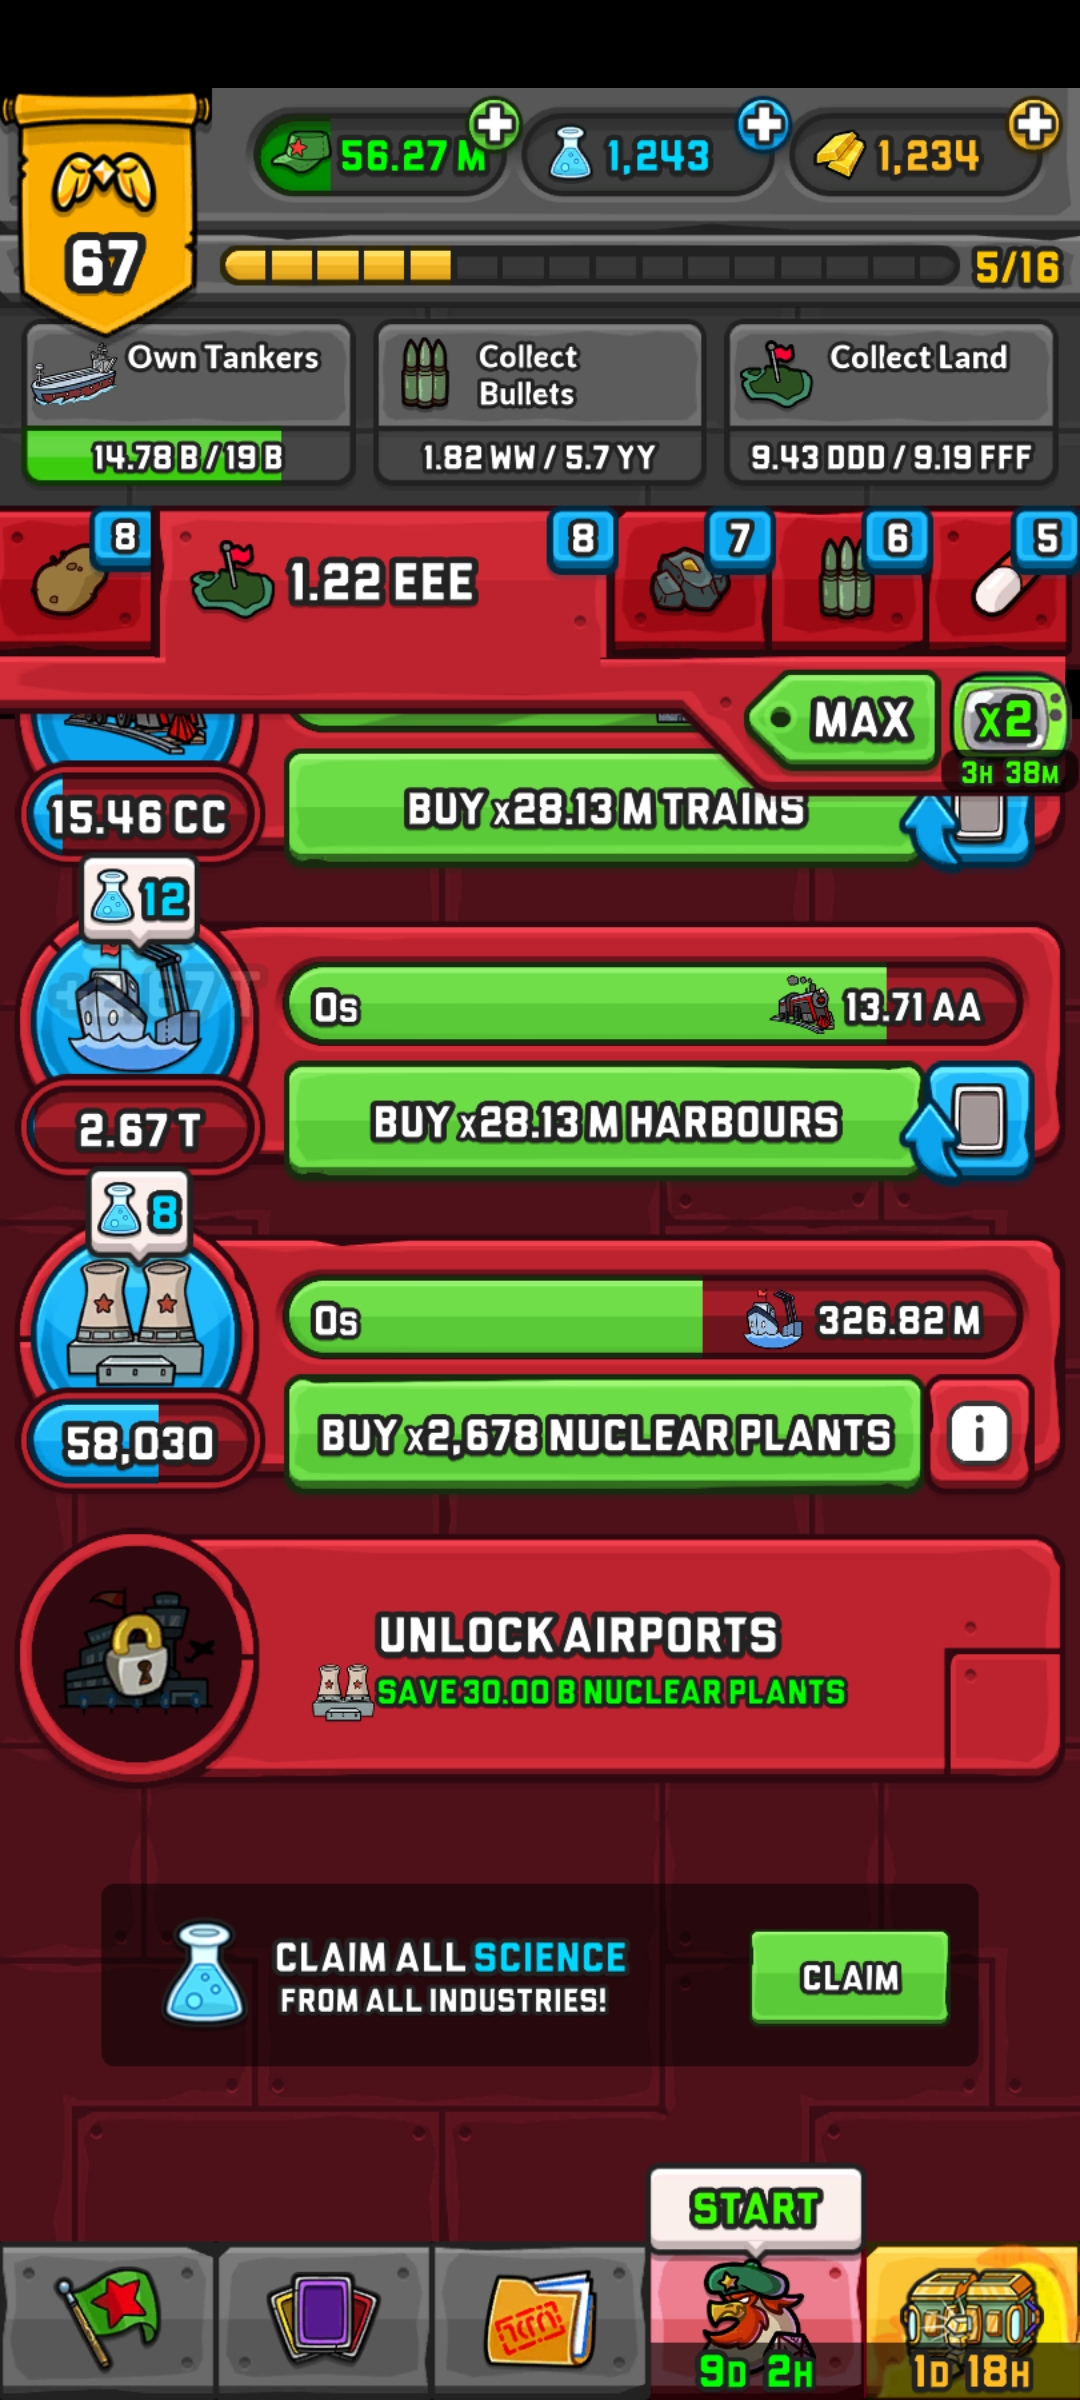 56.27 M
1,243
1,234
67
5/16
Own Tankers
14.78 B / 19 B
Collect
Bullets
1.82 WW / 5.7 YY
Collect Land
9.43 DDD / 9.19 FFF
8
1.22 EEE
8
7
6
5
MAX
x2
3H 38M
15.46 CC
BUY x28.13 M TRAINS
12
0s
13.71 AA
2.67 T
BUY x28.13 M HARBOURS
8
0s
326.82 M
58,030
BUY x2,678 NUCLEAR PLANTS
i
UNLOCK AIRPORTS
SAVE 30.00 B NUCLEAR PLANTS
CLAIM ALL SCIENCE
FROM ALL INDUSTRIES!
CLAIM
START
9D 2H
1D 18H